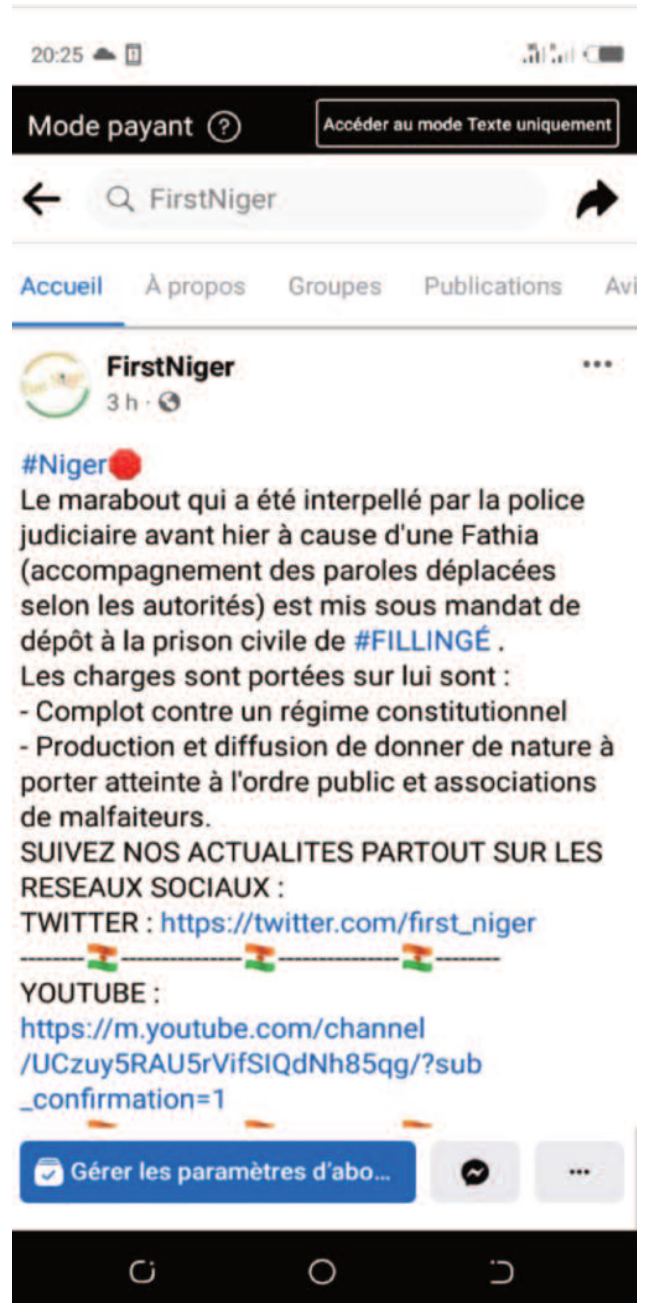 20:25
Mode payant ?
Accéder au mode Texte uniquement
FirstNiger
Accueil À propos Groupes Publications Avi
FirstNiger
3 h ·
#Niger🛑
Le marabout qui a été interpellé par la police
judiciaire avant hier à cause d'une Fathia
(accompagnement des paroles déplacées
selon les autorités) est mis sous mandat de
dépôt à la prison civile de #FILLINGÉ .
Les charges sont portées sur lui sont :
- Complot contre un régime constitutionnel
- Production et diffusion de donner de nature à
porter atteinte à l'ordre public et associations
de malfaiteurs.
SUIVEZ NOS ACTUALITES PARTOUT SUR LES
RESEAUX SOCIAUX :
TWITTER : https://twitter.com/first_niger
--------🇳🇪---------------🇳🇪---------------🇳🇪--------
YOUTUBE :
https://m.youtube.com/channel
/UCzuy5RAU5rVifSIQdNh85qg/?sub
_confirmation=1
Gérer les paramètres d'abo...